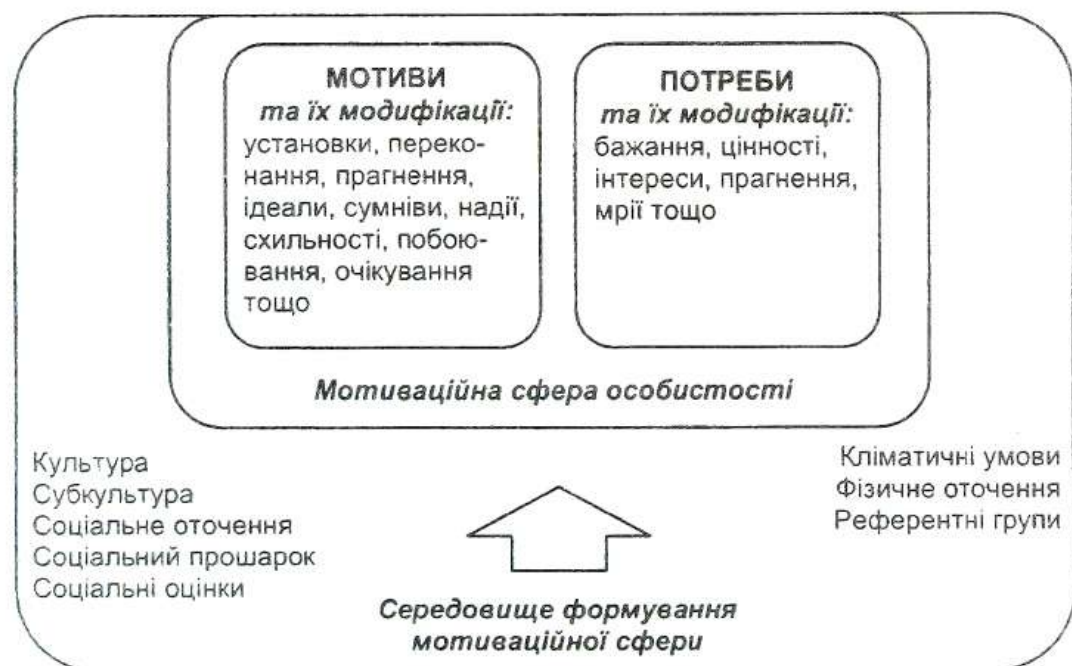 МОТИВИ
та їх модифікації:
установки, переко-
нання, прагнення,
ідеали, сумніви, надії,
схильності, побою-
вання, очікування
тощо
ПОТРЕБИ
та їх модифікації:
бажання, цінності,
інтереси, прагнення,
мрії тощо
Мотиваційна сфера особистості
Культура
Субкультура
Соціальне оточення
Соціальний прошарок
Соціальні оцінки
Кліматичні умови
Фізичне оточення
Референтні групи
Середовище формування
мотиваційної сфери